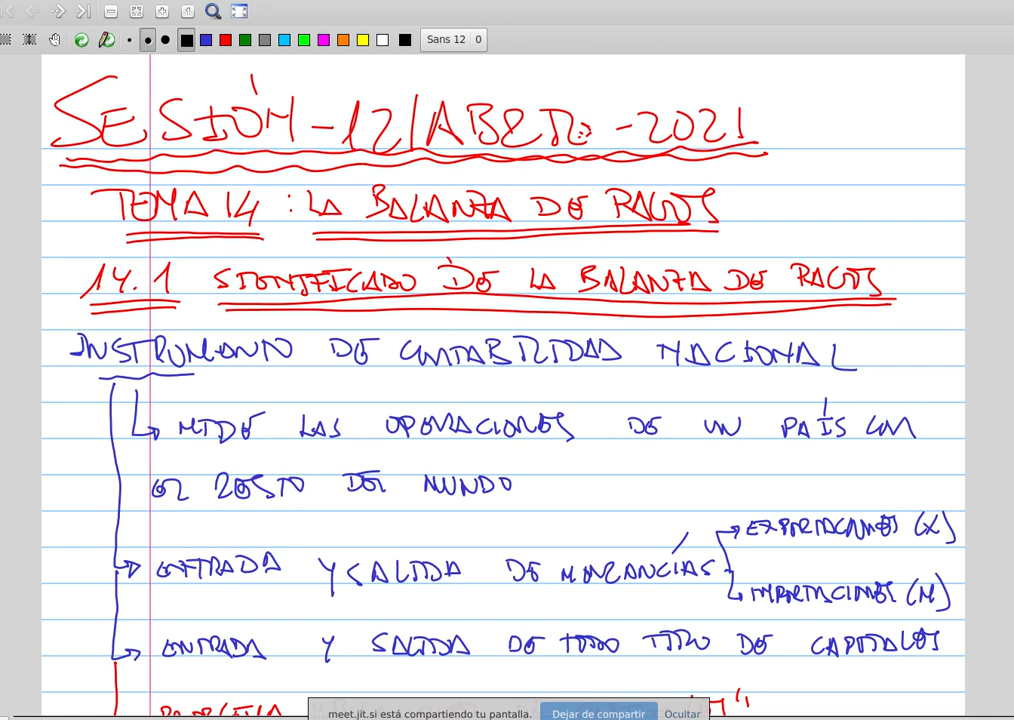 Sans 12 0
SESIÓN - 12/ABRIL - 2021
TEMA 14 : LA BALANZA DE PAGOS
14.1 SIGNIFICADO DE LA BALANZA DE PAGOS
INSTRUMENTO DE CONTABILIDAD NACIONAL
MIDE LAS OPERACIONES DE UN PAÍS CON
EL RESTO DEL MUNDO
EXPORTACIONES (X)
ENTRADA Y SALIDA DE MERCANCÍAS
IMPORTACIONES (M)
ENTRADA Y SALIDA DE TODO TIPO DE CAPITALES
meet.jit.si está compartiendo tu pantalla. Dejar de compartir Ocultar